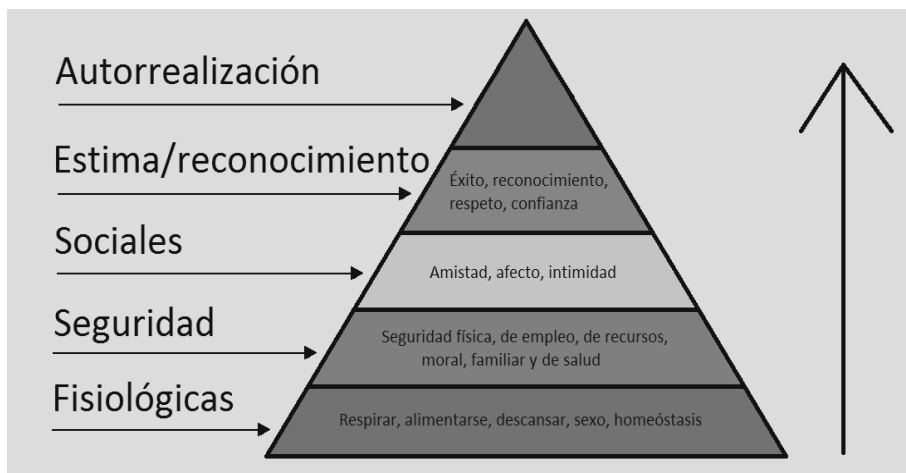 Autorrealización
Estima/reconocimiento
Éxito, reconocimiento,
respeto, confianza
Sociales
Amistad, afecto, intimidad
Seguridad
Seguridad física, de empleo, de recursos,
moral, familiar y de salud
Fisiológicas
Respirar, alimentarse, descansar, sexo, homeóstasis